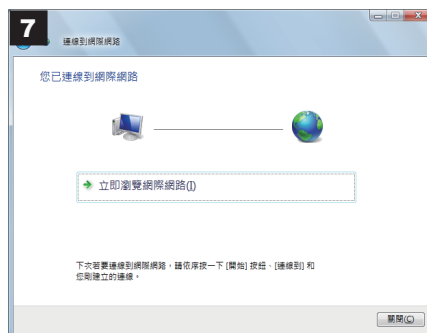 7
連線到網際網路
您已連線到網際網路
立即瀏覽網際網路(I)
下次若要連線到網際網路，請依序按一下 [開始] 按鈕、[連線到] 和
您剛建立的連線。
關閉(C)